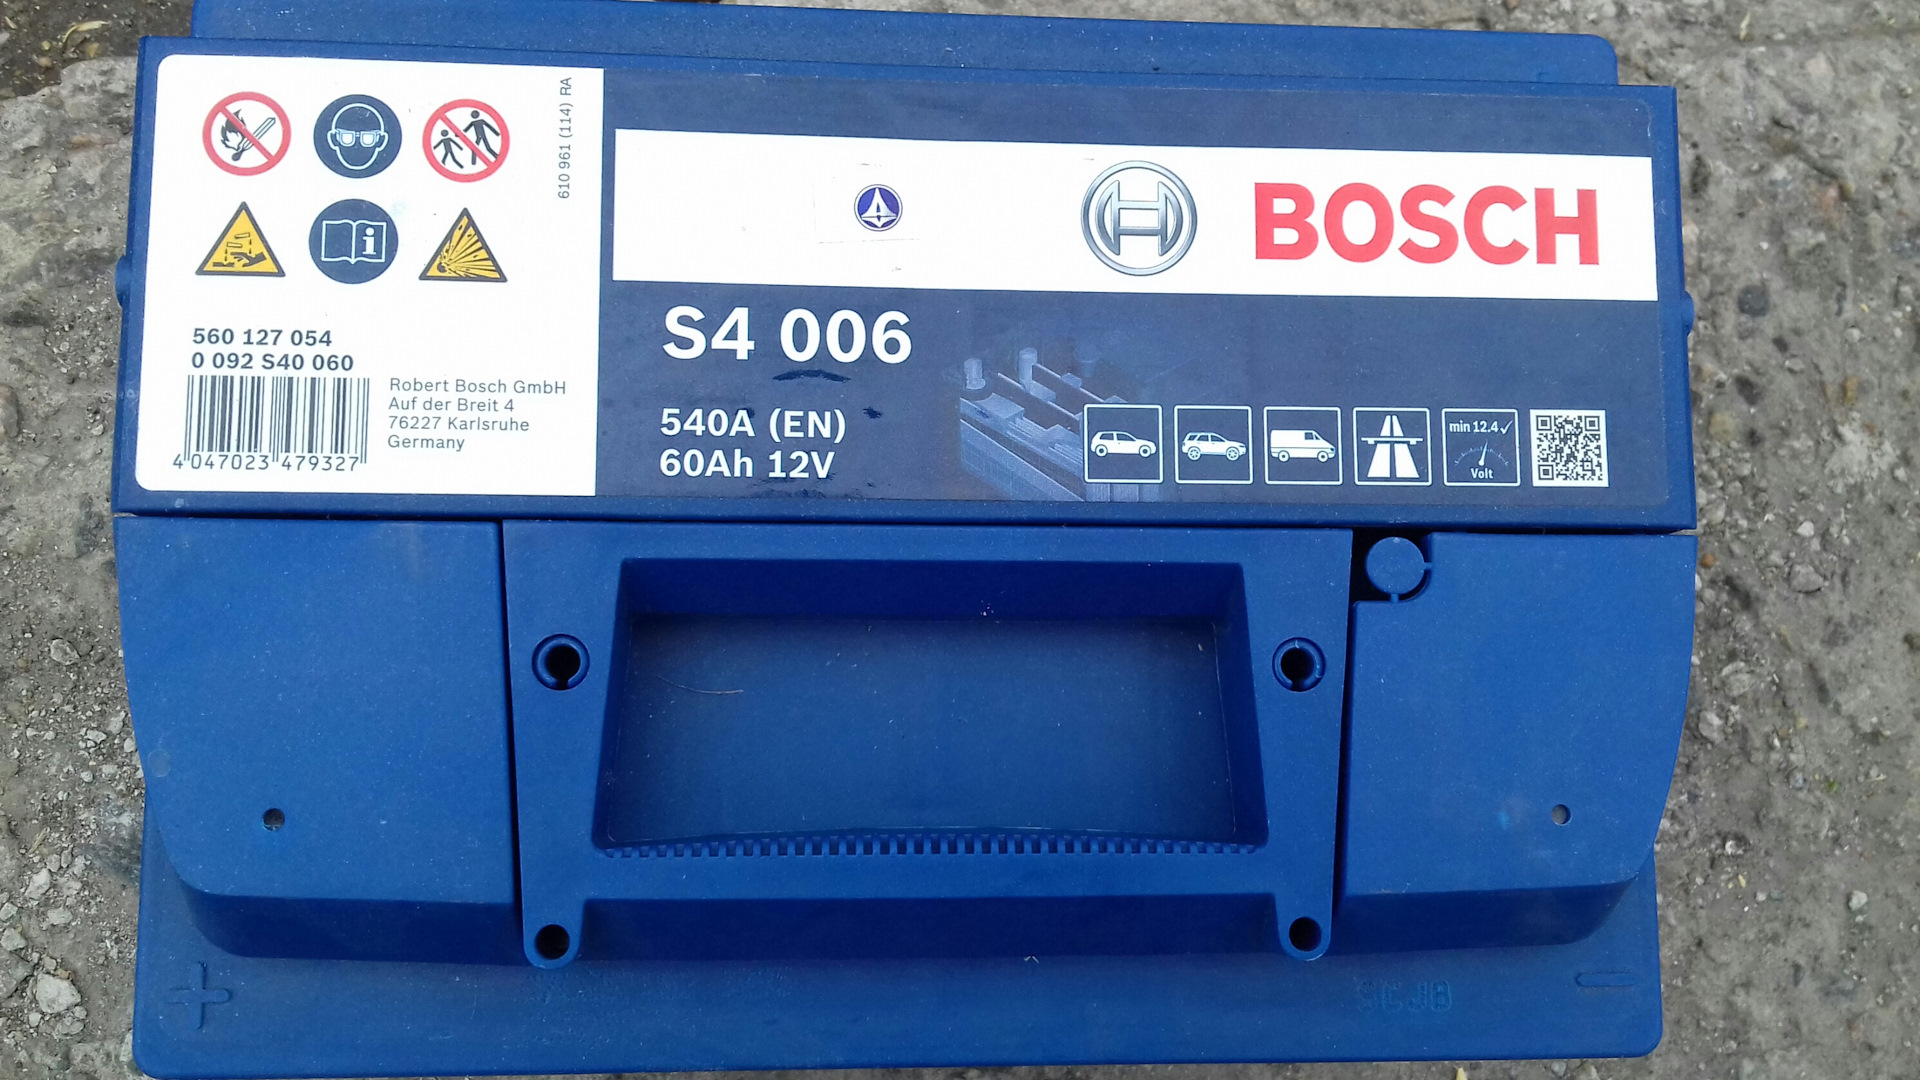 610 961 (114) RA
560 127 054
0 092 S40 060
4 047023 479327
Robert Bosch GmbH
Auf der Breit 4
76227 Karlsruhe
Germany
BOSCH
S4 006
540A (EN)
60Ah 12V
min 12.4✓
Volt
+
−